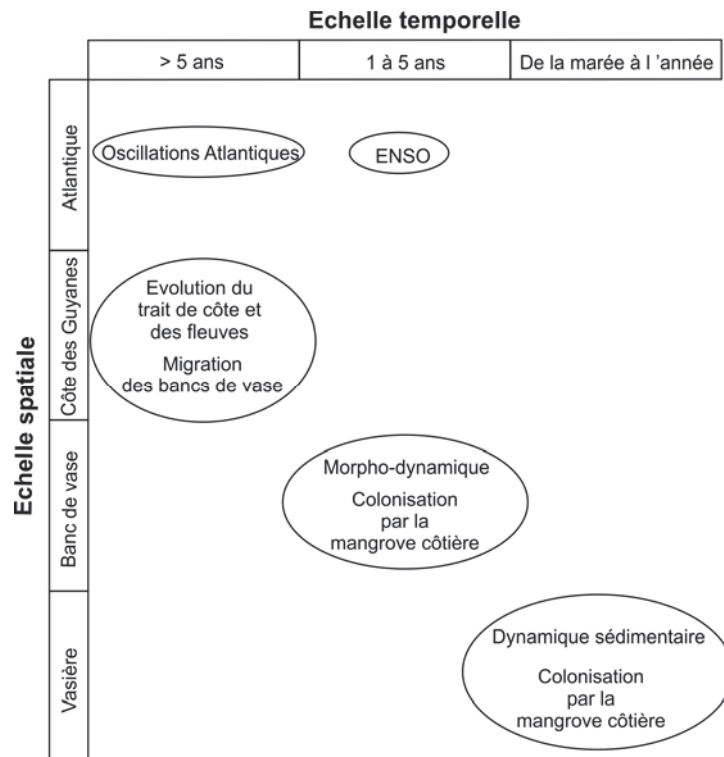 Echelle temporelle
> 5 ans
1 à 5 ans
De la marée à l 'année
Echelle spatiale
Atlantique
Oscillations Atlantiques
ENSO
Côte des Guyanes
Evolution du
trait de côte et
des fleuves
Migration
des bancs de vase
Banc de vase
Morpho-dynamique
Colonisation
par la
mangrove côtière
Vasière
Dynamique sédimentaire
Colonisation
par la
mangrove côtière